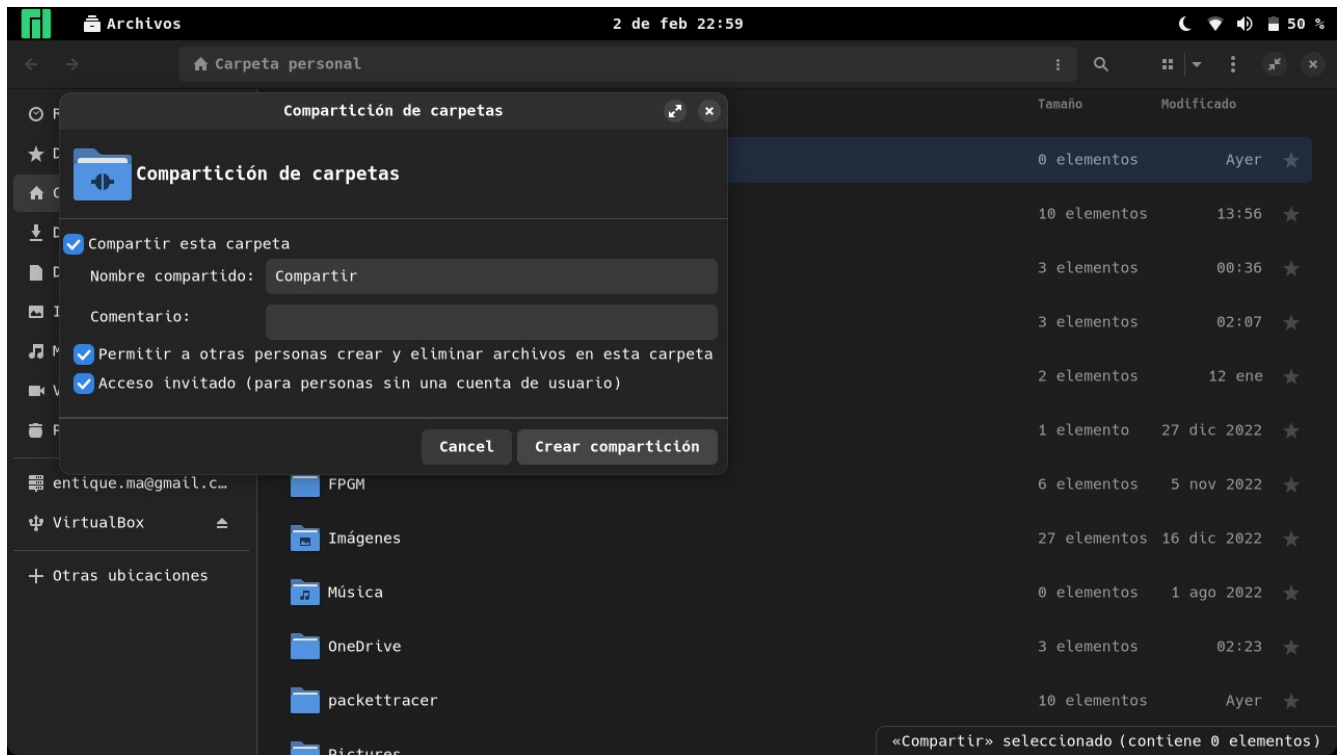 Archivos 2 de feb 22:59 50 %
Carpeta personal
Compartición de carpetas Tamaño Modificado
Compartición de carpetas
0 elementos Ayer
10 elementos 13:56
Compartir esta carpeta
Nombre compartido: Compartir 3 elementos 00:36
Comentario: 3 elementos 02:07
Permitir a otras personas crear y eliminar archivos en esta carpeta
Acceso invitado (para personas sin una cuenta de usuario) 2 elementos 12 ene
1 elemento 27 dic 2022
Cancel Crear compartición
entique.ma@gmail.c… FPGM 6 elementos 5 nov 2022
VirtualBox Imágenes 27 elementos 16 dic 2022
Otras ubicaciones Música 0 elementos 1 ago 2022
OneDrive 3 elementos 02:23
packettracer 10 elementos Ayer
Pictures
«Compartir» seleccionado (contiene 0 elementos)